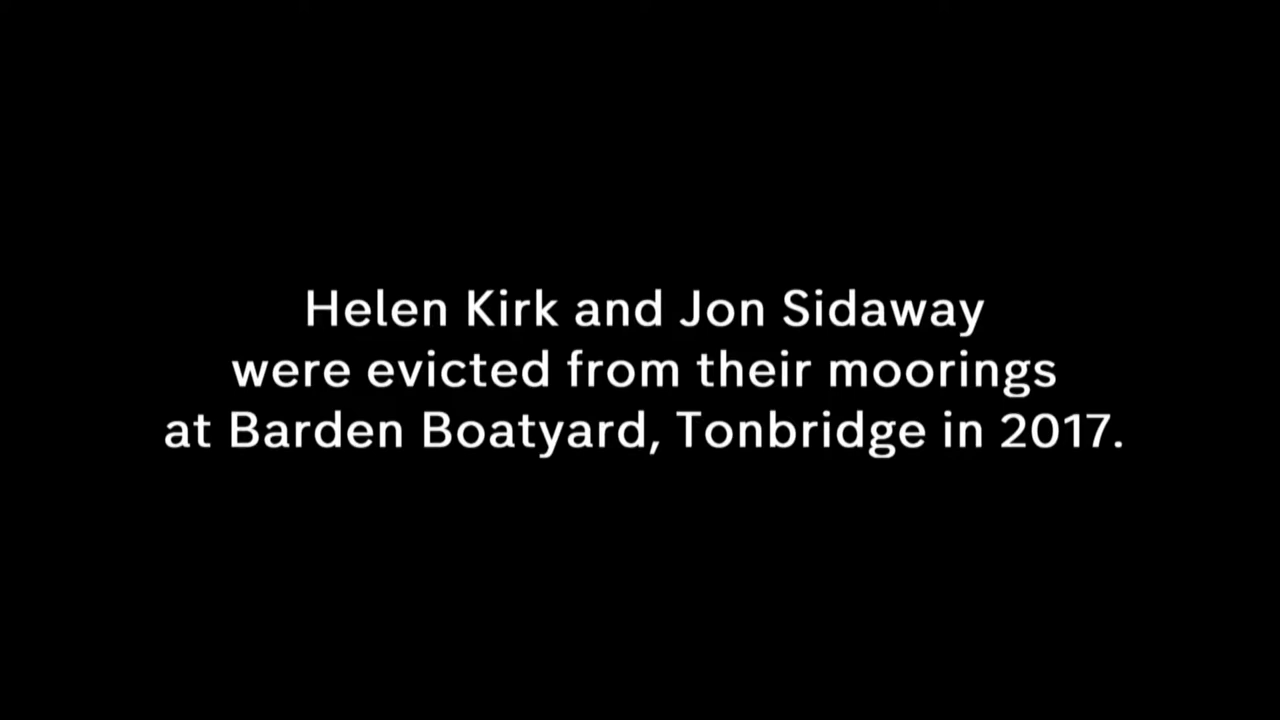 Helen Kirk and Jon Sidaway
were evicted from their moorings
at Barden Boatyard, Tonbridge in 2017.